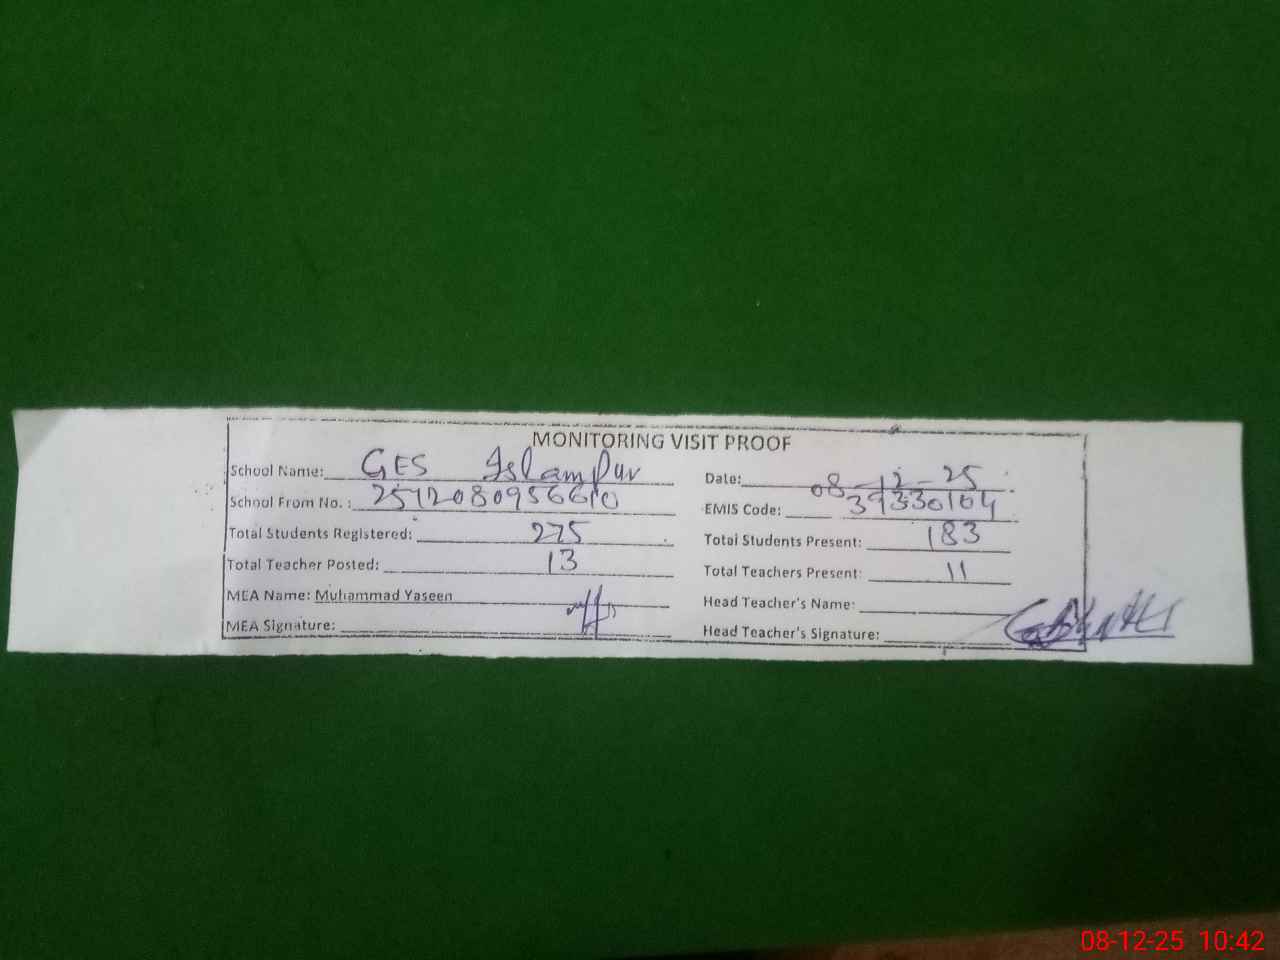 MONITORING VISIT PROOF
School Name: GES Islampur
Date: 08-12-25
School From No. : 2512080956610
EMIS Code: 39330104
Total Students Registered: 275
Total Students Present: 183
Total Teacher Posted: 13
Total Teachers Present: 11
MEA Name: Muhammad Yaseen
Head Teacher's Name:
MEA Signature:
Head Teacher's Signature:
08-12-25 10:42